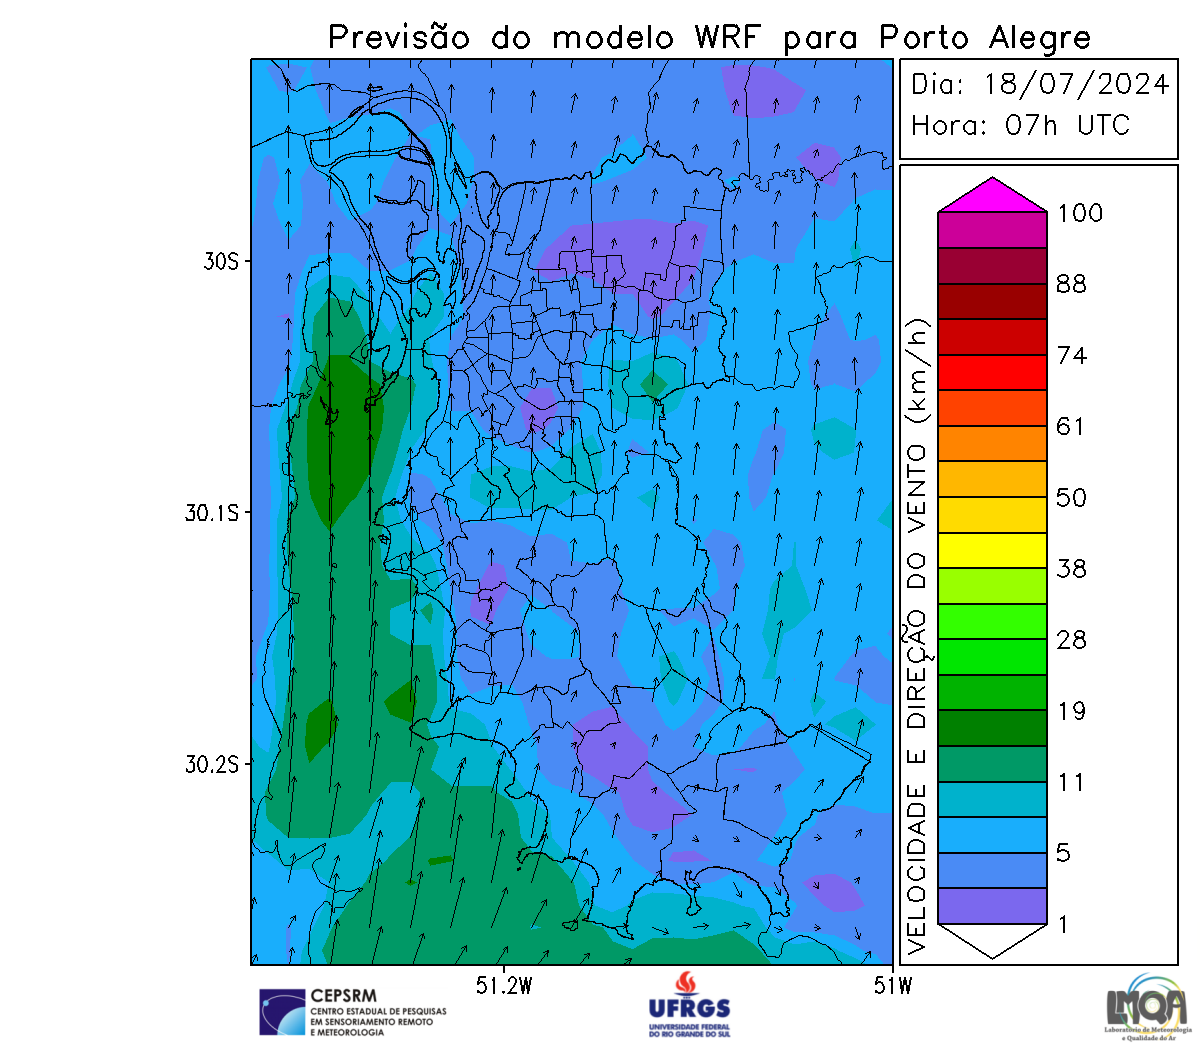 Previsão do modelo WRF para Porto Alegre
Dia: 18/07/2024
Hora: 07h UTC
30S
30.1S
30.2S
51.2W
51W
VELOCIDADE E DIREÇÃO DO VENTO (km/h)
100
88
74
61
50
38
28
19
11
5
1
CEPSRM
CENTRO ESTADUAL DE PESQUISAS
EM SENSORIAMENTO REMOTO
E METEOROLOGIA
UFRGS
UNIVERSIDADE FEDERAL
DO RIO GRANDE DO SUL
LMQA
Laboratório de Meteorologia
e Qualidade do Ar